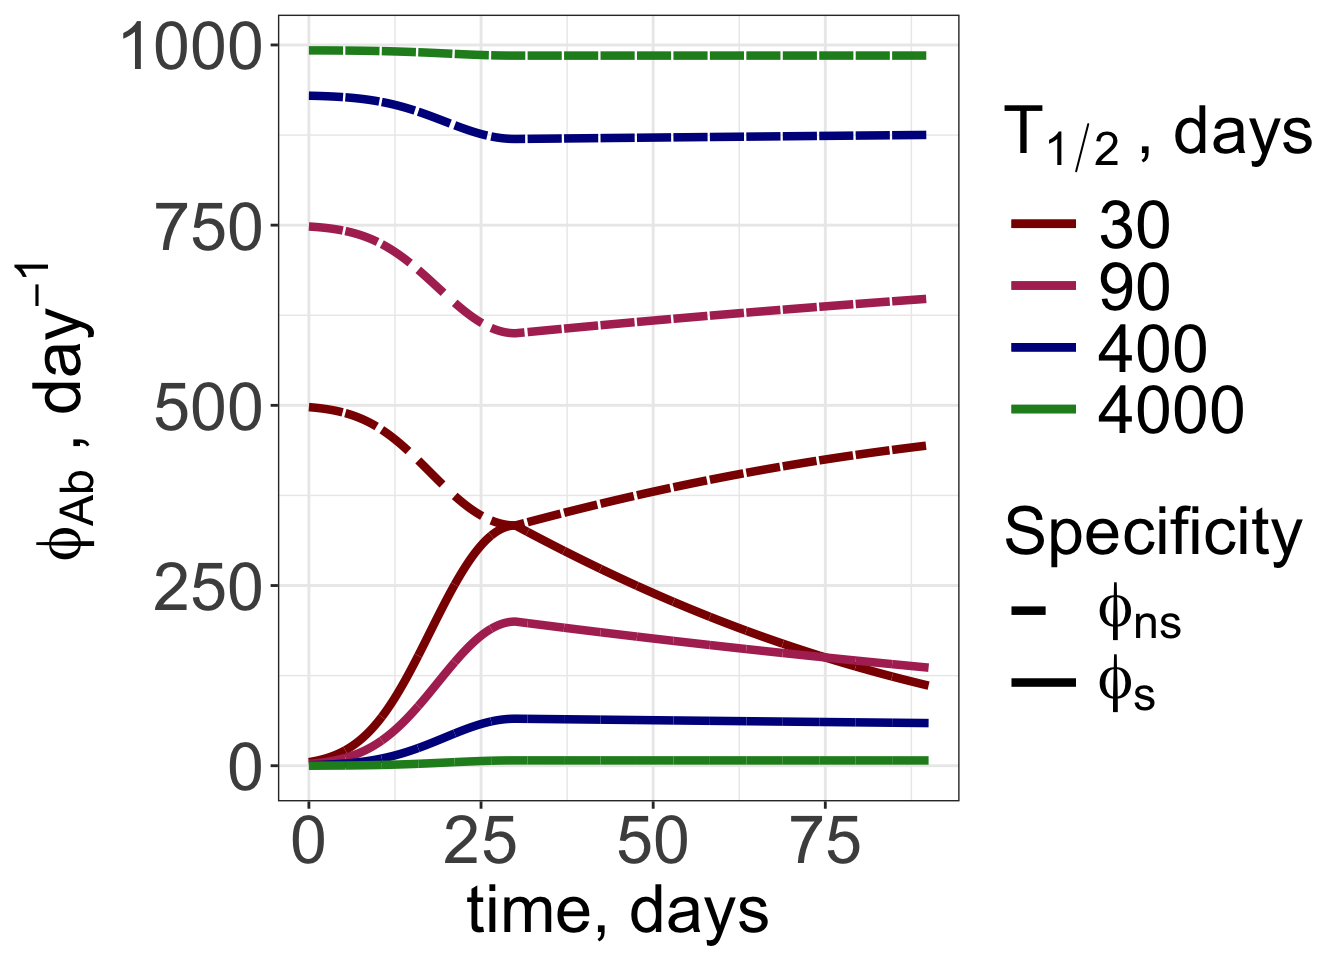 1000
750
500
250
0
ϕAb , day−1
0 25 50 75
time, days
T1/2 , days
30
90
400
4000
Specificity
ϕns
ϕs